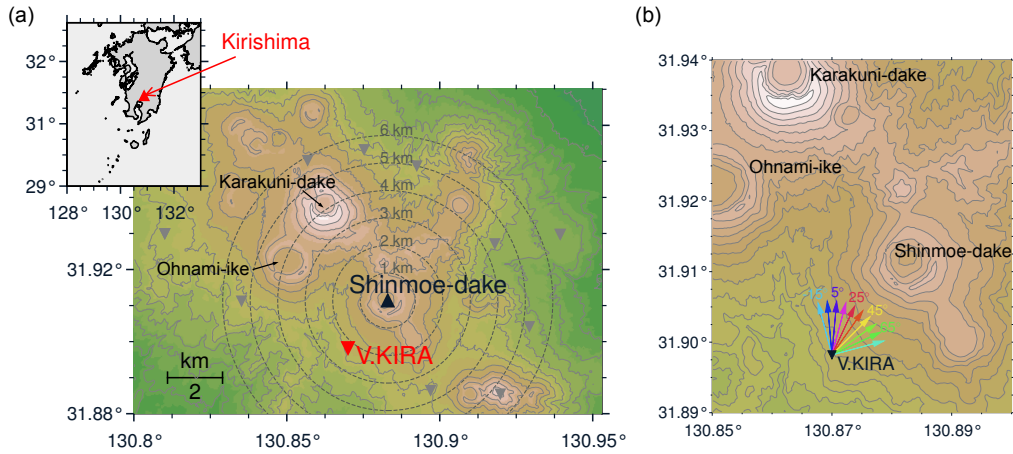 (a)
32°
31°
29°
128°
130°
132°
Kirishima
6 km
5 km
4 km
3 km
2 km
1 km
Karakuni-dake
Ohnami-ike
Shinmoe-dake
V.KIRA
km
2
31.92°
31.88°
130.8°
130.85°
130.9°
130.95°
(b)
31.94°
31.93°
31.92°
31.91°
31.90°
31.89°
Karakuni-dake
Ohnami-ike
Shinmoe-dake
5°
25°
45°
V.KIRA
130.85°
130.87°
130.89°